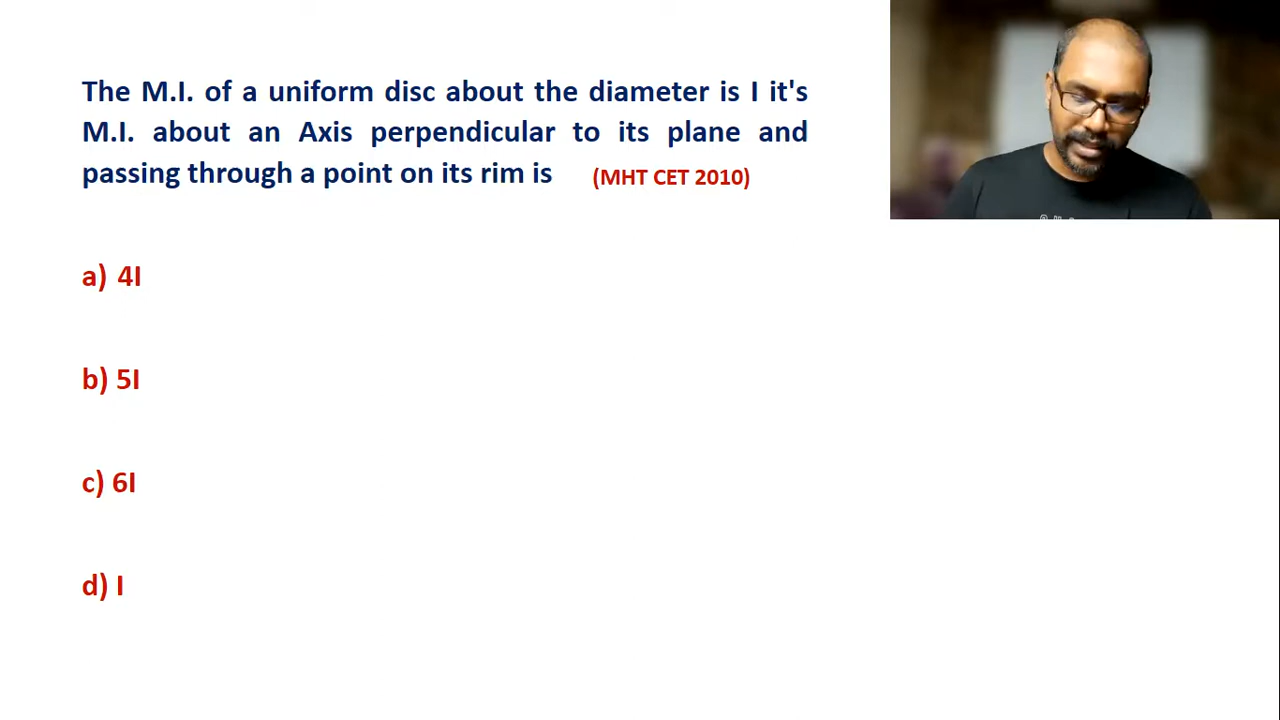 The M.I. of a uniform disc about the diameter is I it's
M.I. about an Axis perpendicular to its plane and
passing through a point on its rim is (MHT CET 2010)
a) 4I
b) 5I
c) 6I
d) I